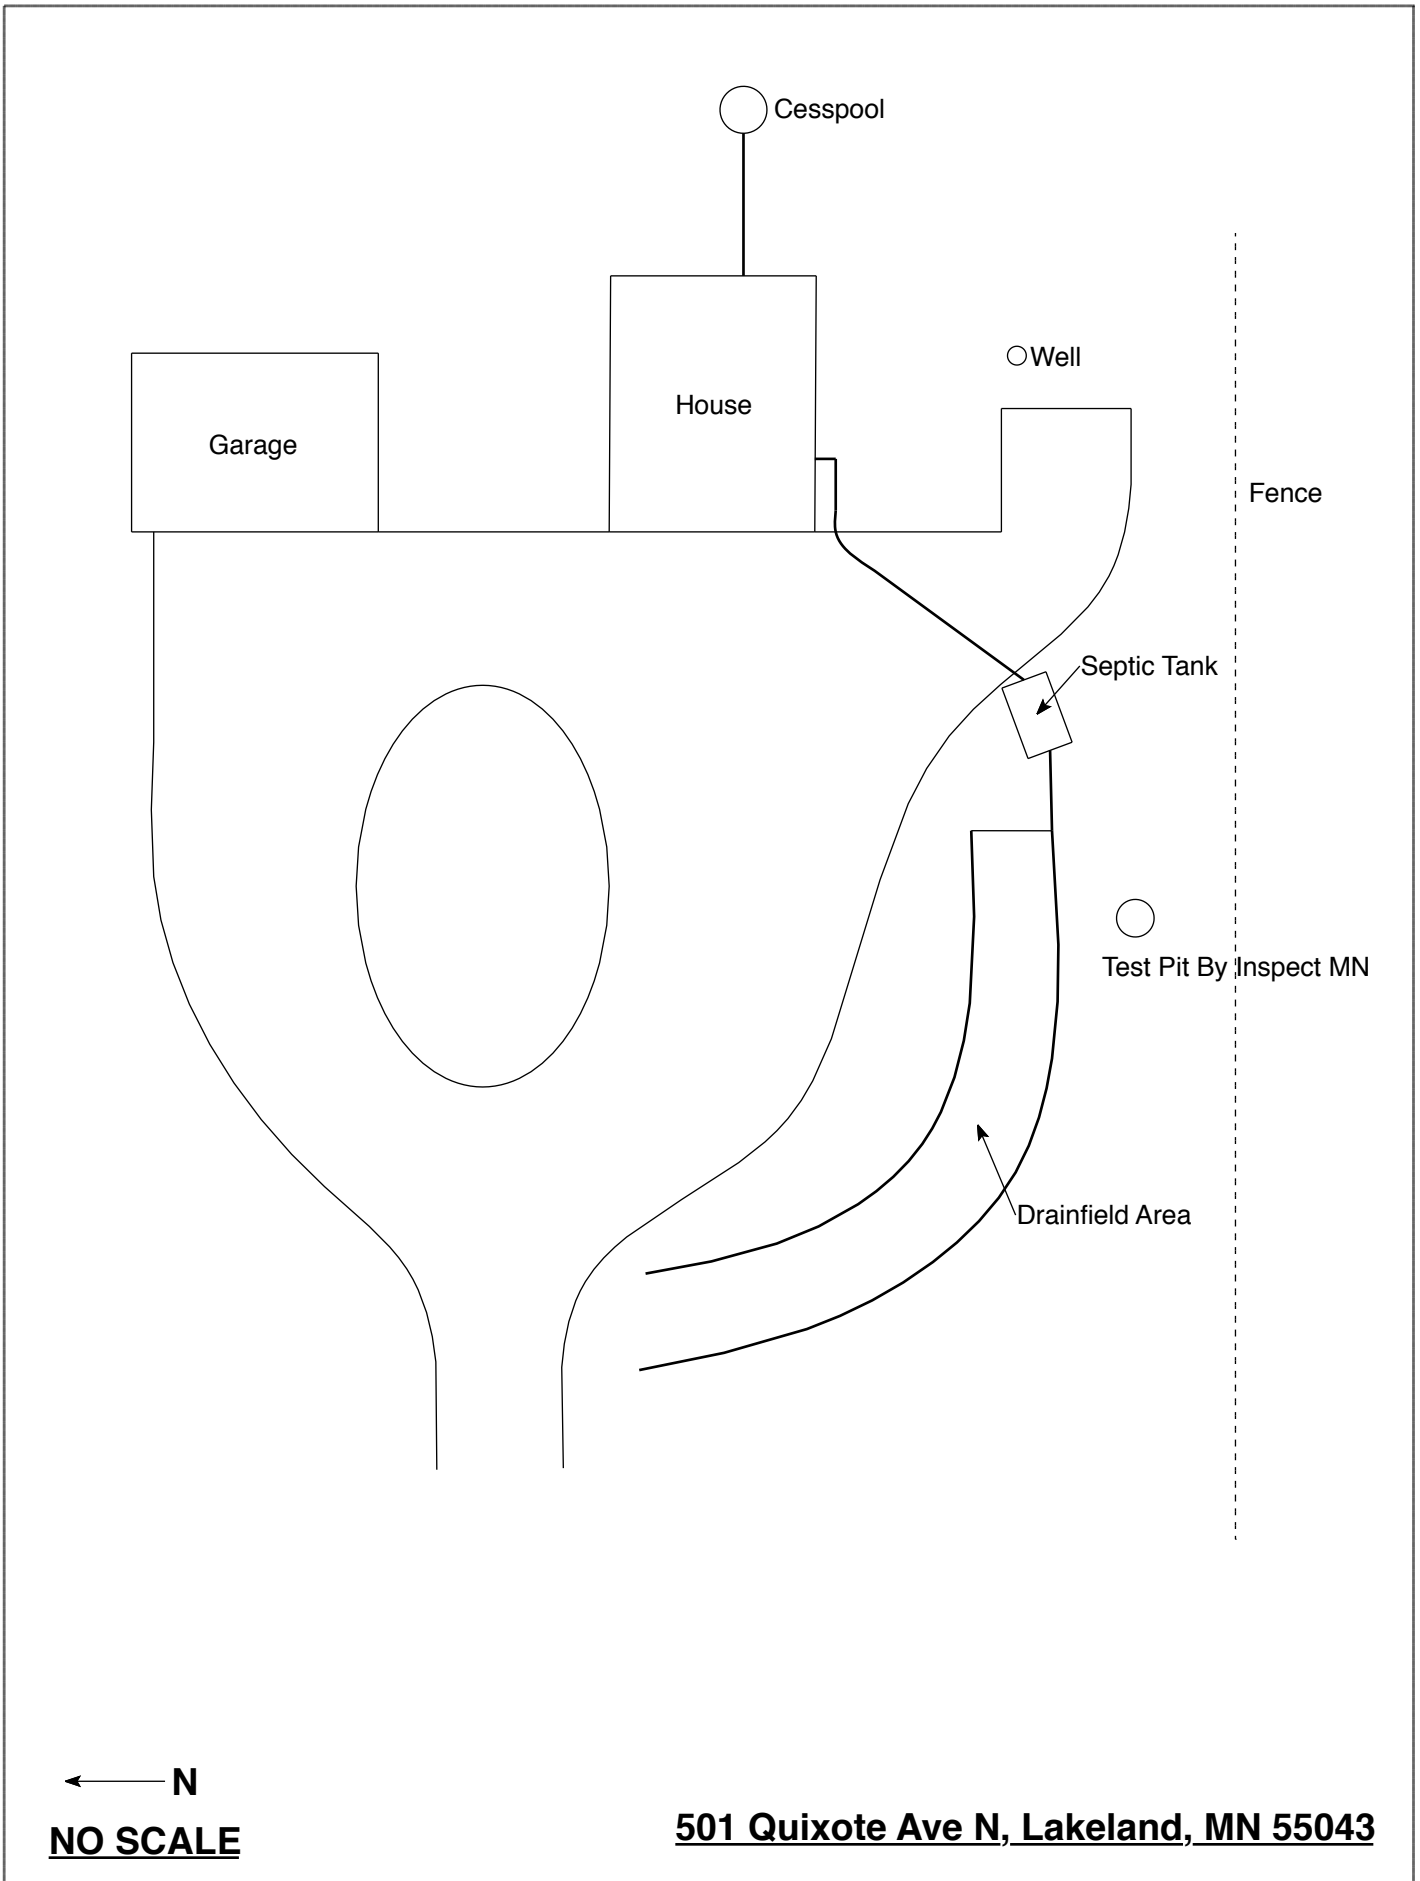 Cesspool
Well
House
Garage
Fence
Septic Tank
Test Pit By Inspect MN
Drainfield Area
N
NO SCALE
501 Quixote Ave N, Lakeland, MN 55043